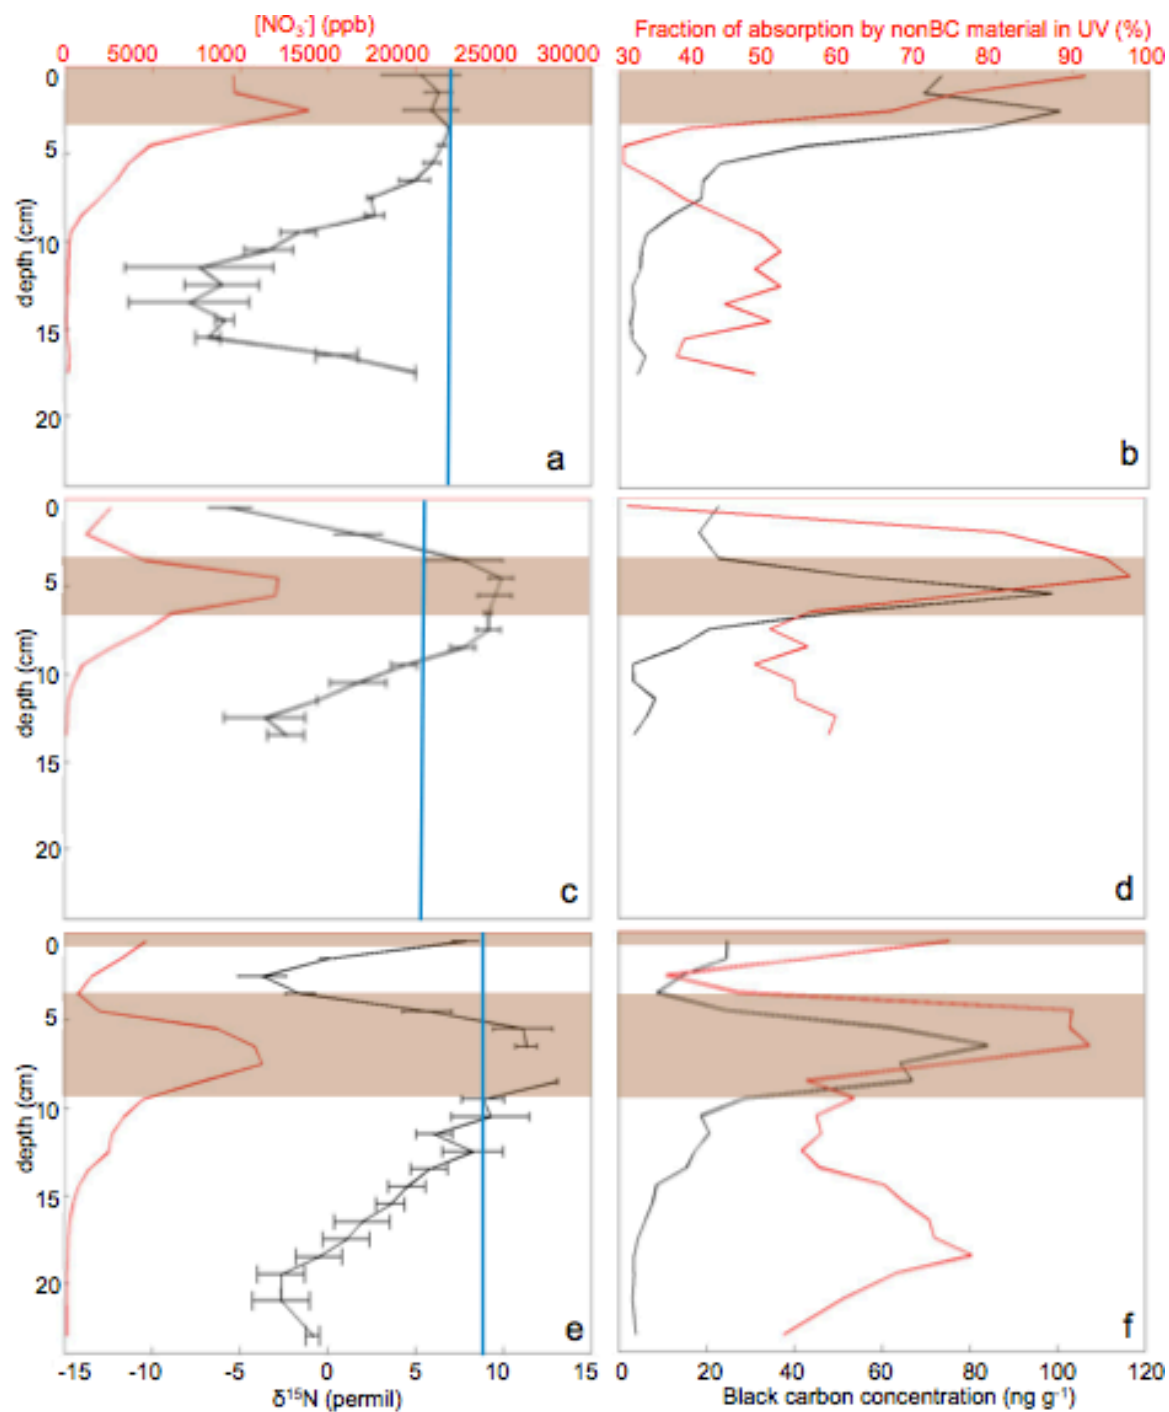 [NO₃⁻] (ppb)
0 5000 1000 15000 20000 25000 30000
Fraction of absorption by nonBC material in UV (%)
30 40 50 60 70 80 90 100
0
5
10
15
20
depth (cm)
a
b
0
5
10
15
20
depth (cm)
c
d
0
5
10
15
20
depth (cm)
e
f
-15 -10 -5 0 5 10 15
δ¹⁵N (permil)
0 20 40 60 80 100 120
Black carbon concentration (ng g⁻¹)